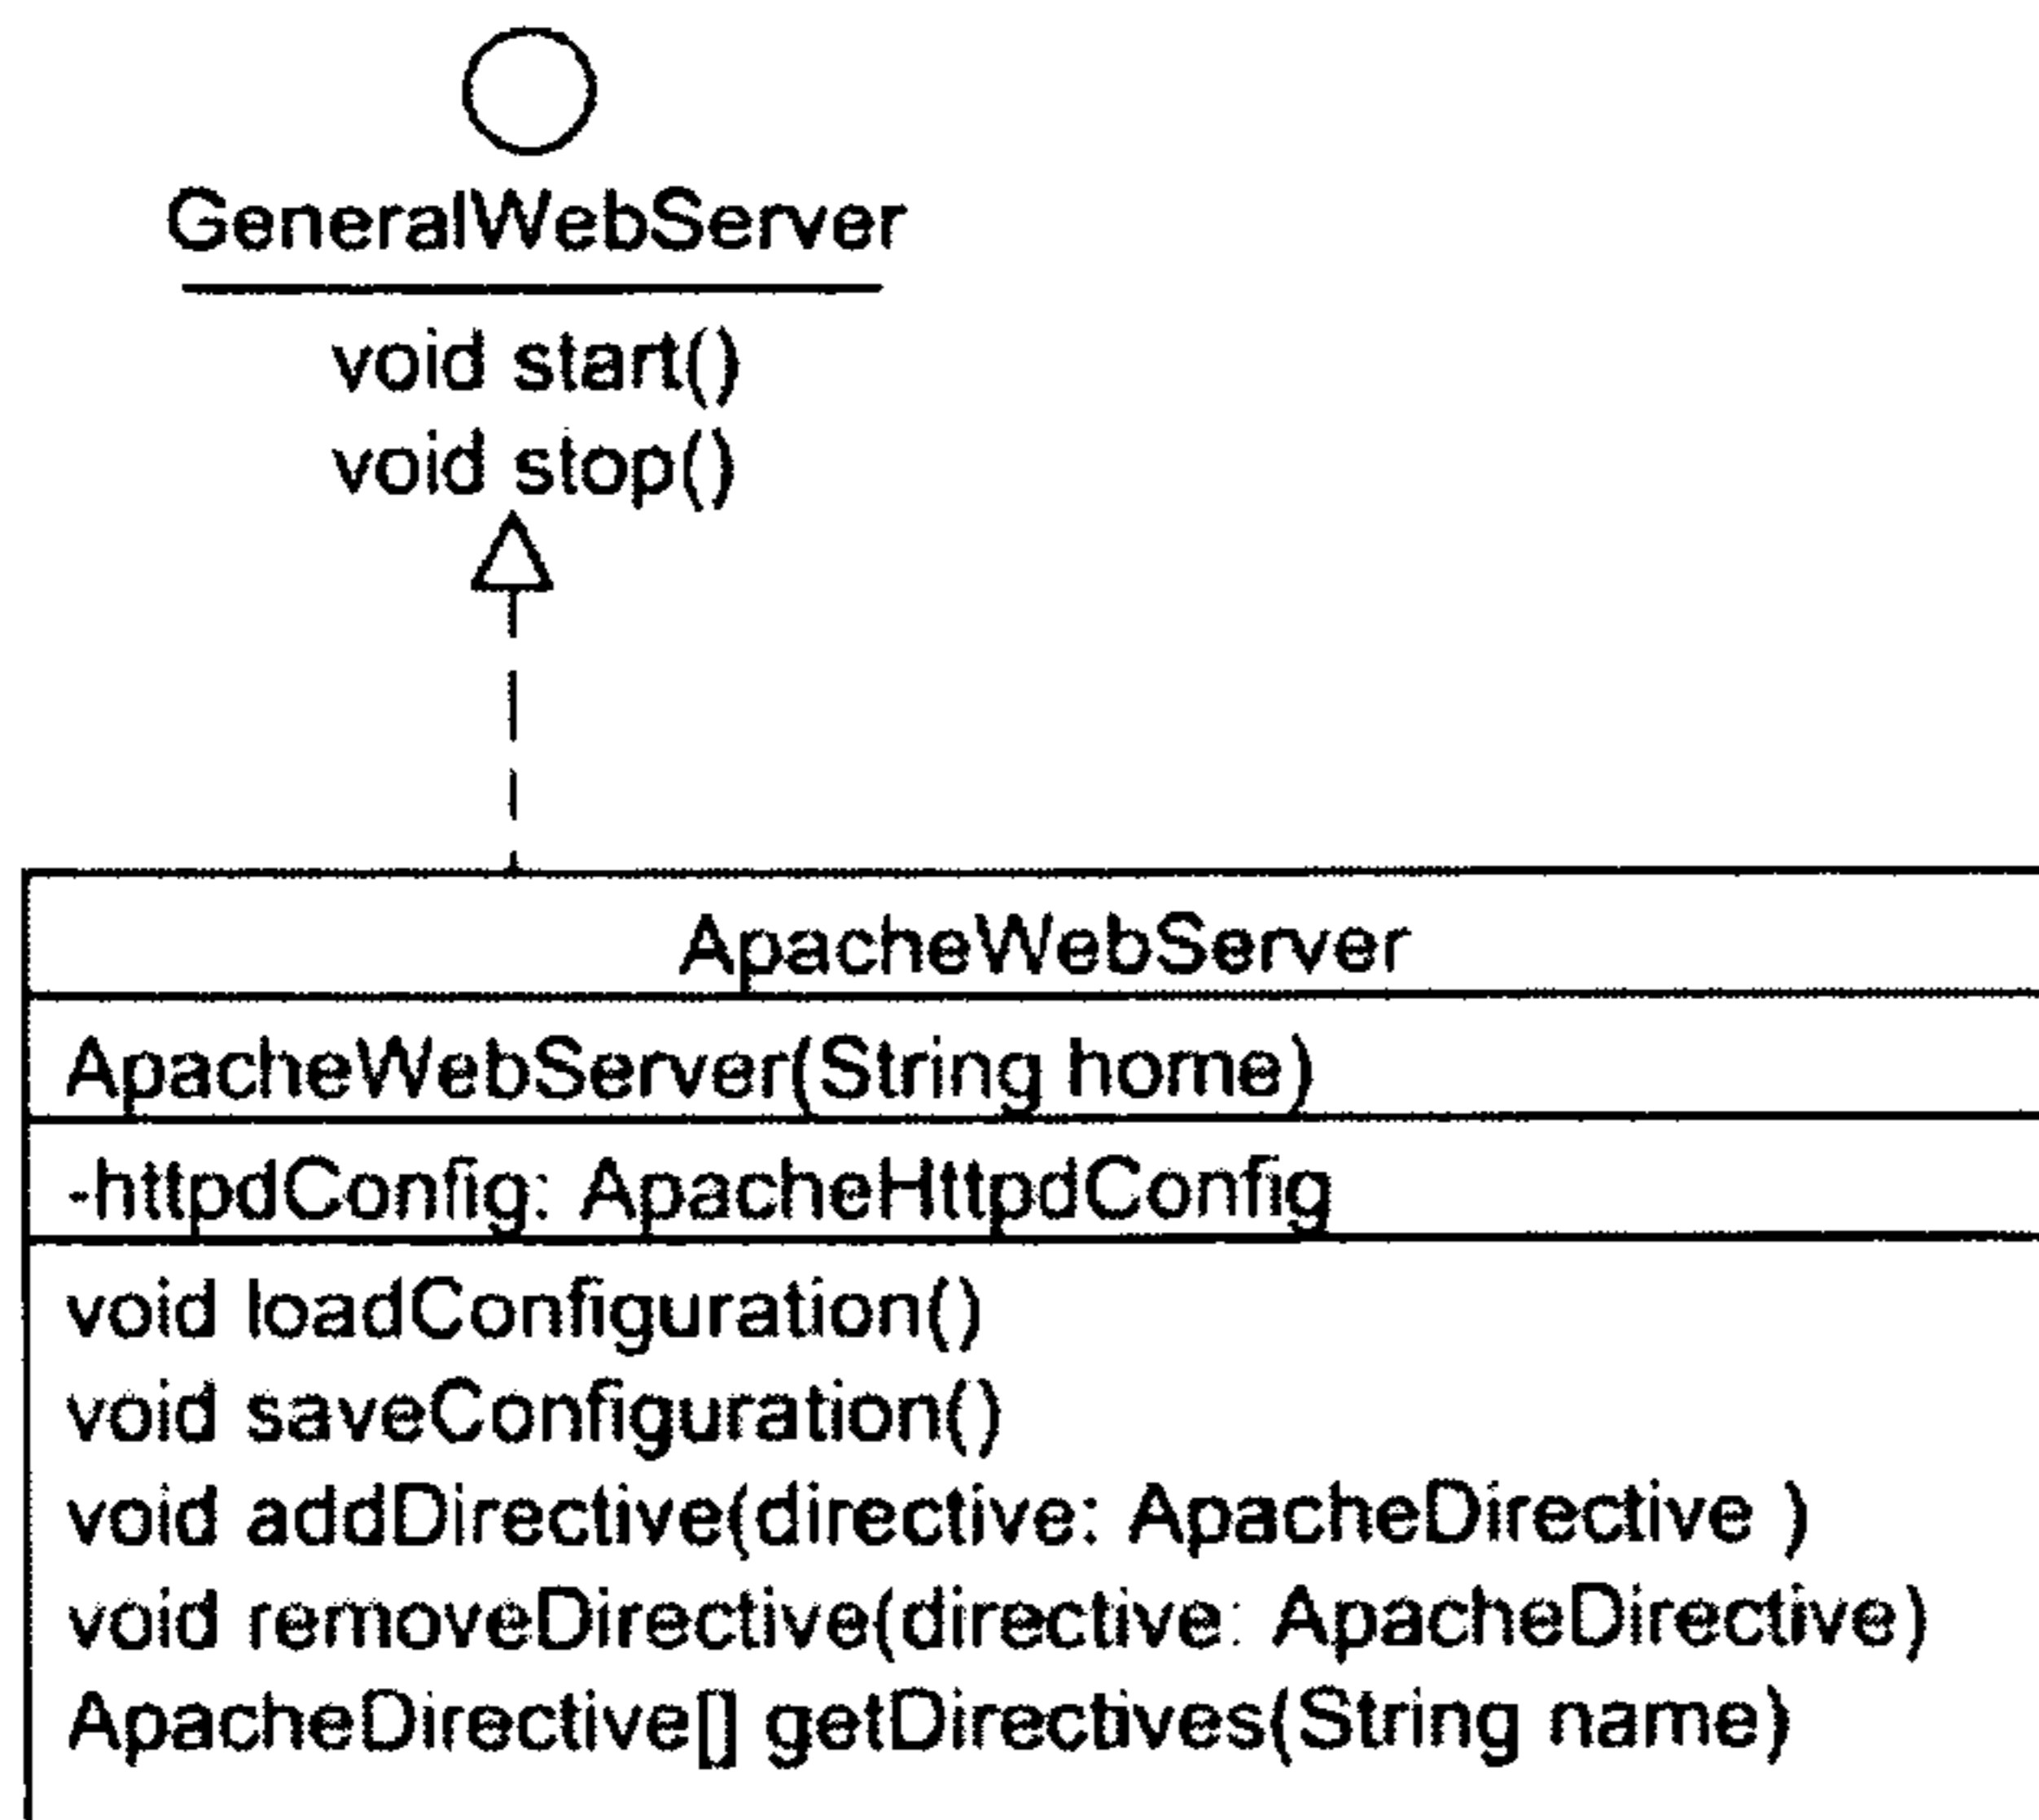 GeneralWebServer
void start()
void stop()
ApacheWebServer
ApacheWebServer(String home)
-httpdConfig: ApacheHttpdConfig
void loadConfiguration()
void saveConfiguration()
void addDirective(directive: ApacheDirective )
void removeDirective(directive: ApacheDirective)
ApacheDirective[] getDirectives(String name)